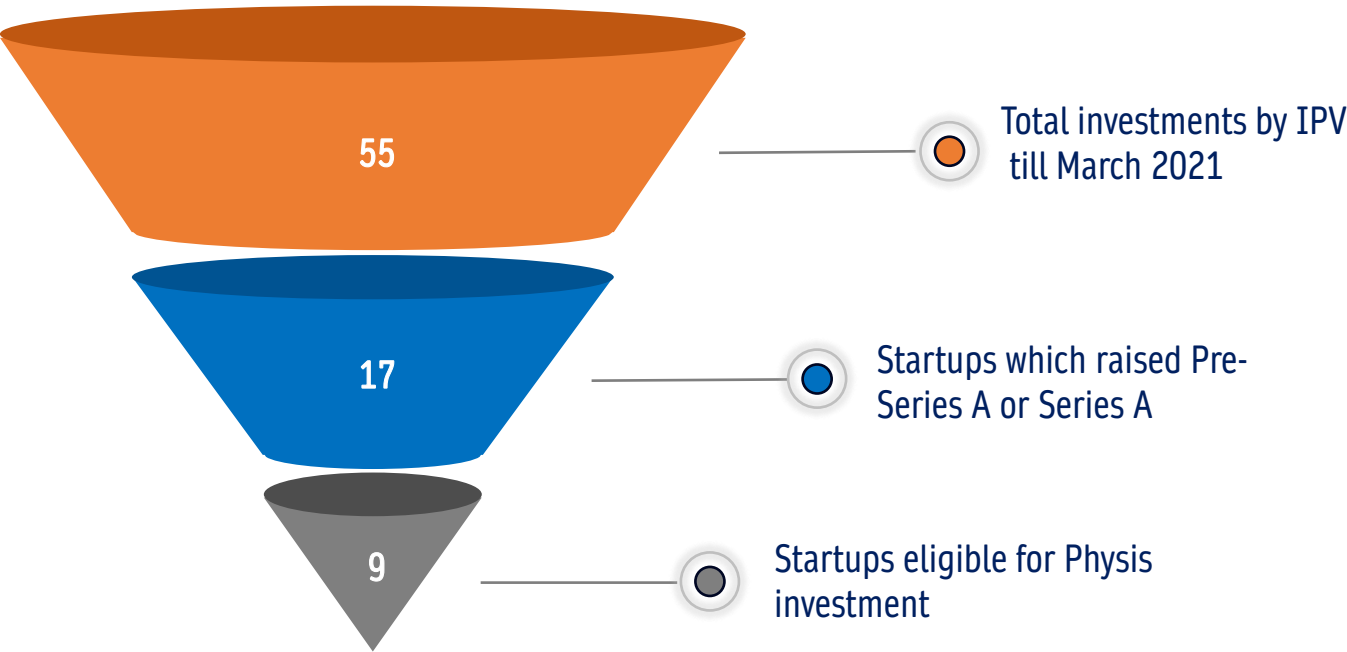 55
Total investments by IPV
till March 2021
17
Startups which raised Pre-
Series A or Series A
9
Startups eligible for Physis
investment